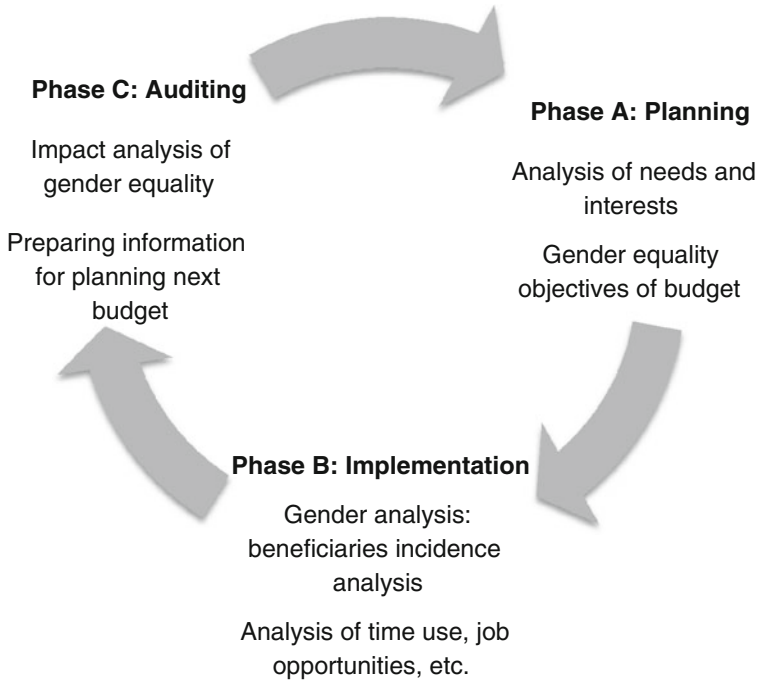 Phase C: Auditing
Impact analysis of
gender equality
Preparing information
for planning next
budget
Phase A: Planning
Analysis of needs and
interests
Gender equality
objectives of budget
Phase B: Implementation
Gender analysis:
beneficiaries incidence
analysis
Analysis of time use, job
opportunities, etc.